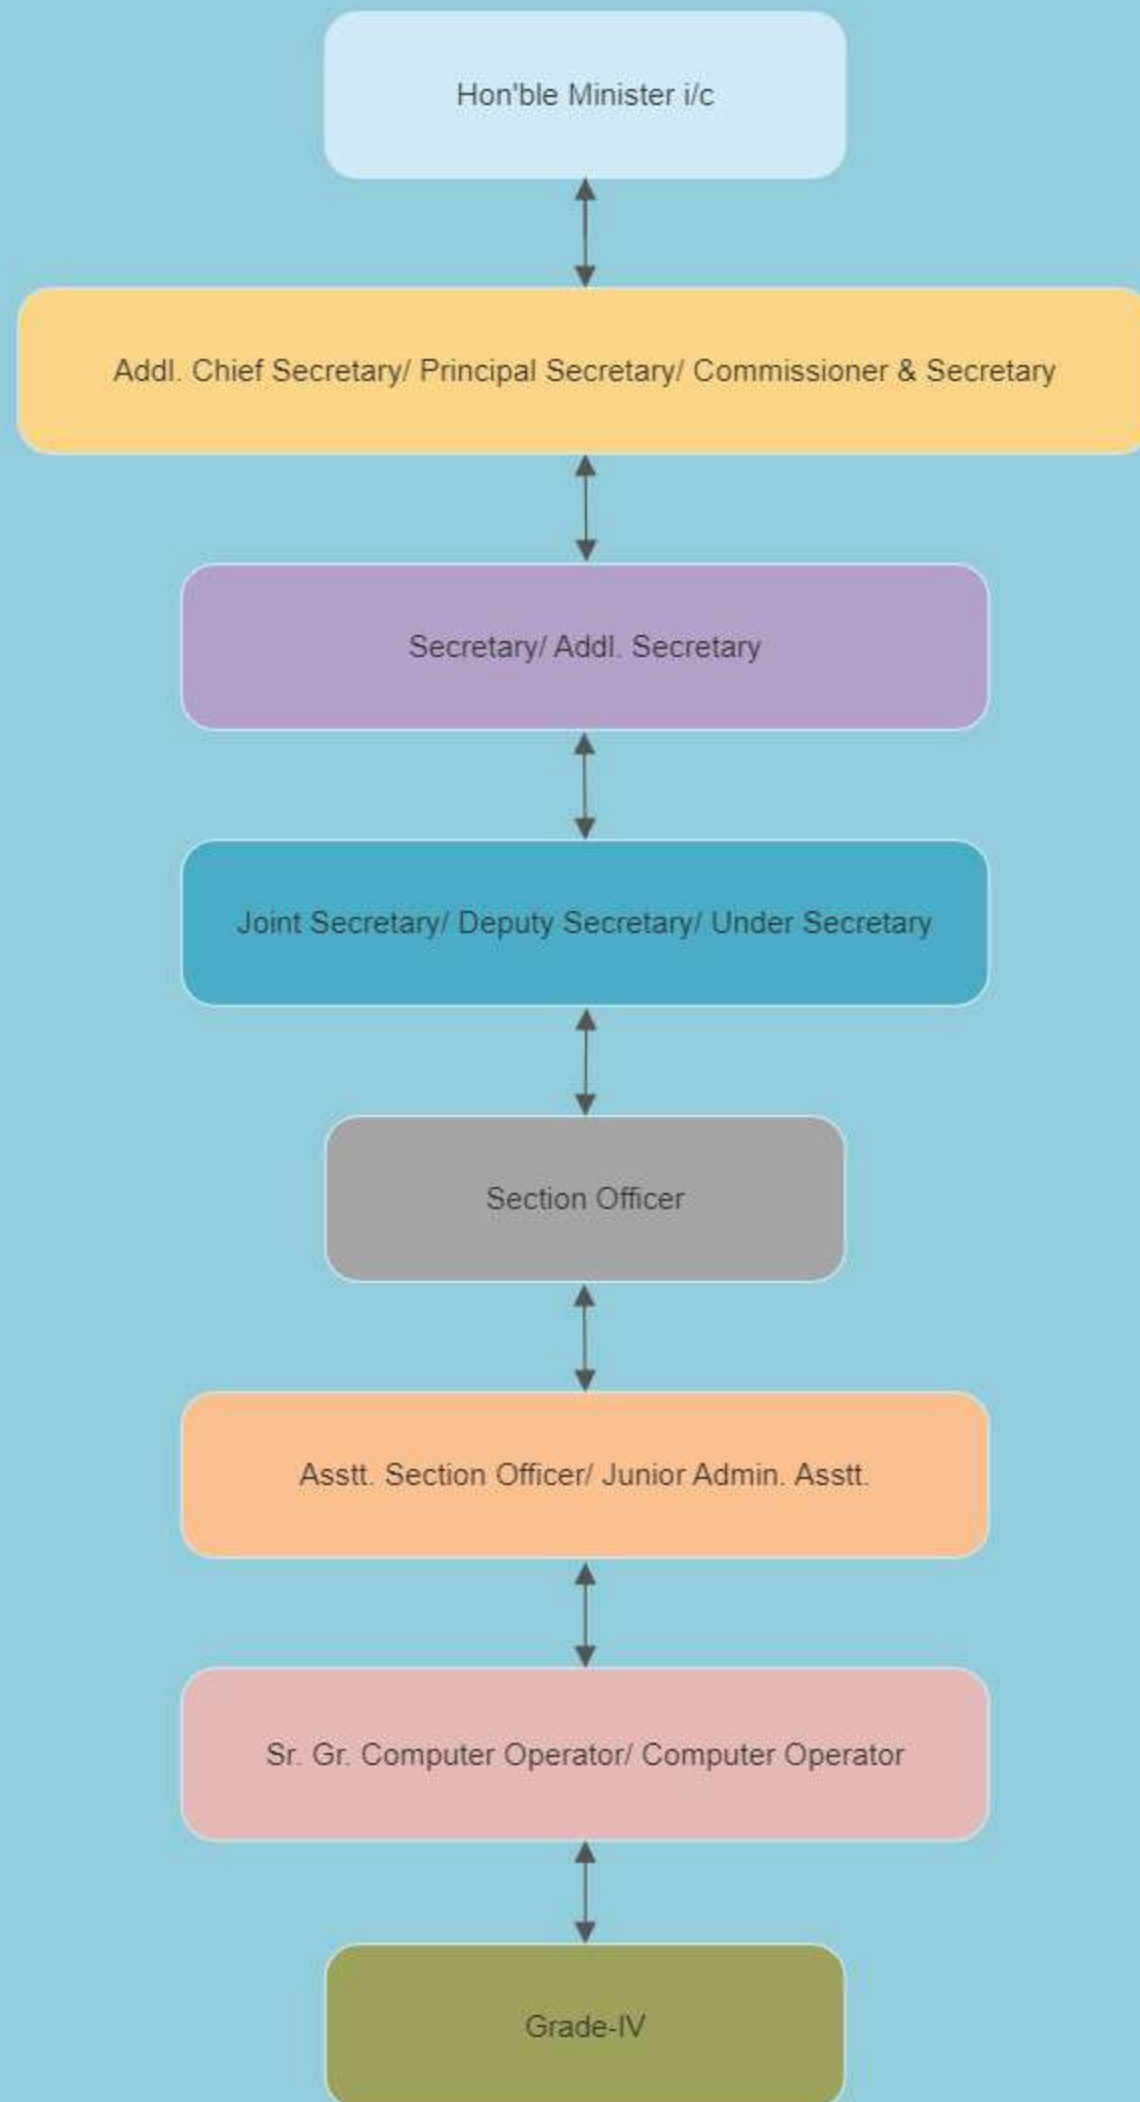 Hon'ble Minister i/c
Addl. Chief Secretary/ Principal Secretary/ Commissioner & Secretary
Secretary/ Addl. Secretary
Joint Secretary/ Deputy Secretary/ Under Secretary
Section Officer
Asstt. Section Officer/ Junior Admin. Asstt.
Sr. Gr. Computer Operator/ Computer Operator
Grade-IV